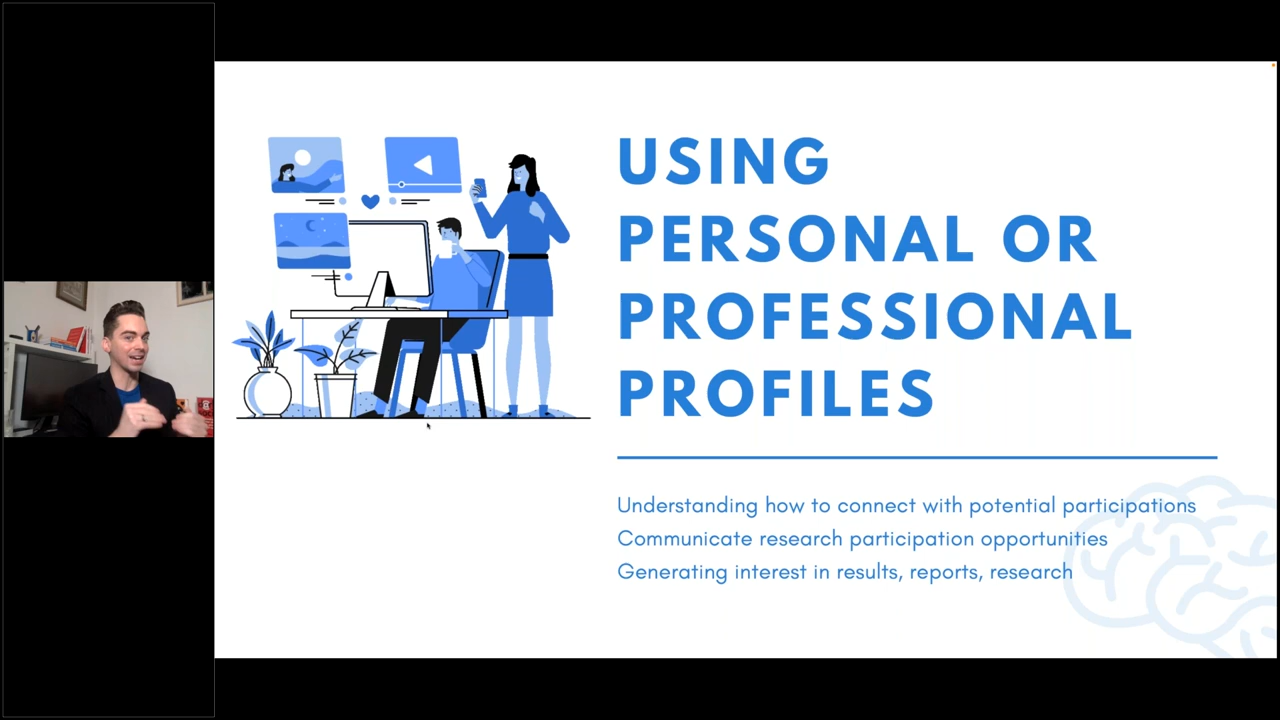 USING
PERSONAL OR
PROFESSIONAL
PROFILES
Understanding how to connect with potential participations
Communicate research participation opportunities
Generating interest in results, reports, research